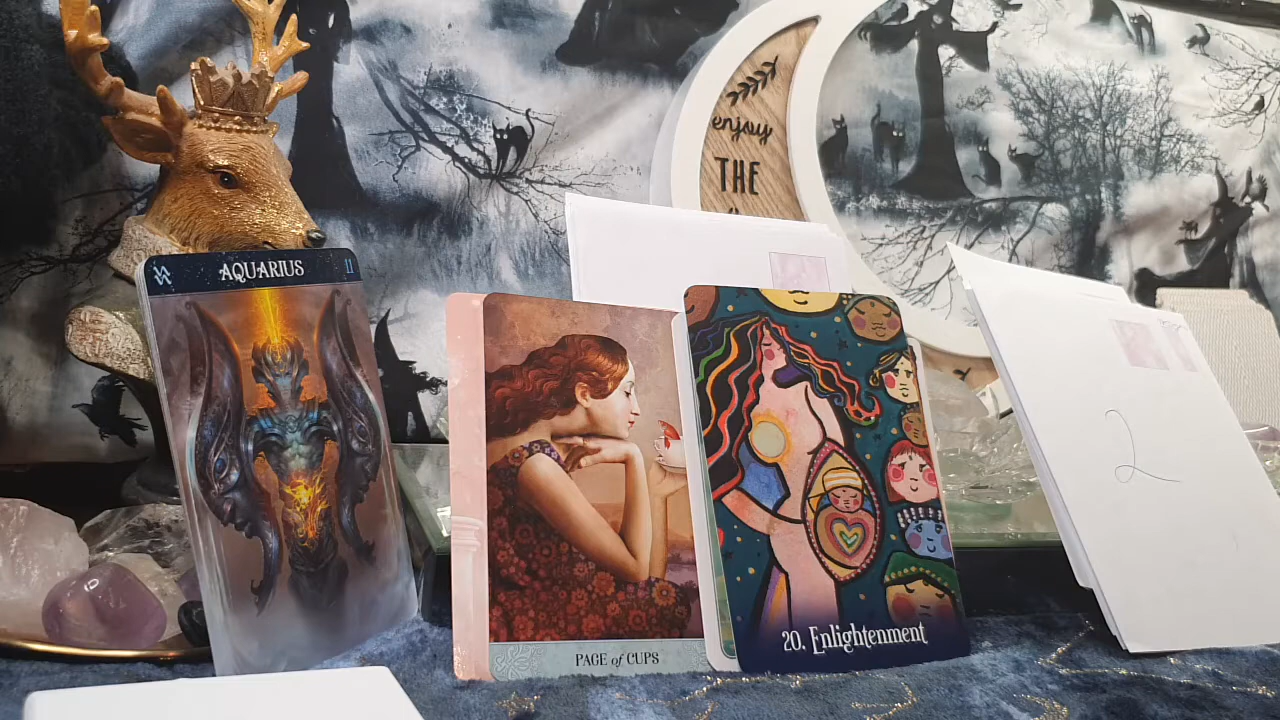 enjoy
THE
AQUARIUS 11
2
PAGE of CUPS
20. Enlightenment